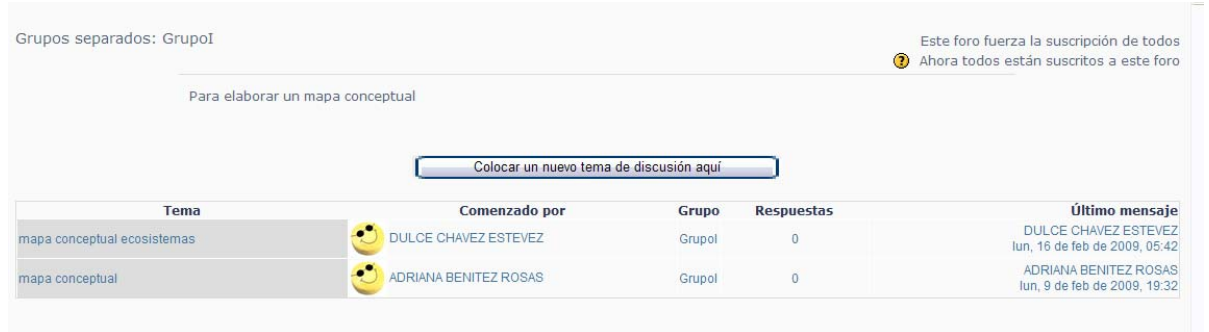 Grupos separados: GrupoI
Este foro fuerza la suscripción de todos
? Ahora todos están suscritos a este foro
Para elaborar un mapa conceptual
Colocar un nuevo tema de discusión aquí
Tema Comenzado por Grupo Respuestas Último mensaje
mapa conceptual ecosistemas DULCE CHAVEZ ESTEVEZ GrupoI 0 DULCE CHAVEZ ESTEVEZ
lun, 16 de feb de 2009, 05:42
mapa conceptual ADRIANA BENITEZ ROSAS GrupoI 0 ADRIANA BENITEZ ROSAS
lun, 9 de feb de 2009, 19:32